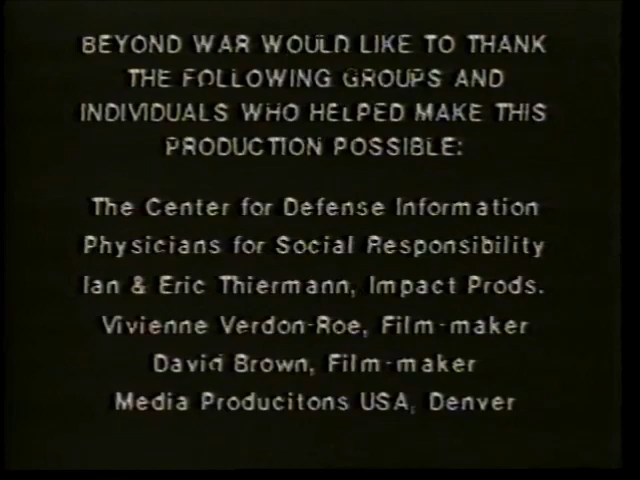 BEYOND WAR WOULD LIKE TO THANK
THE FOLLOWING GROUPS AND
INDIVIDUALS WHO HELPED MAKE THIS
PRODUCTION POSSIBLE:
The Center for Defense Information
Physicians for Social Responsibility
Ian & Eric Thiermann, Impact Prods.
Vivienne Verdon-Roe, Film-maker
David Brown, Film-maker
Media Producitons USA, Denver